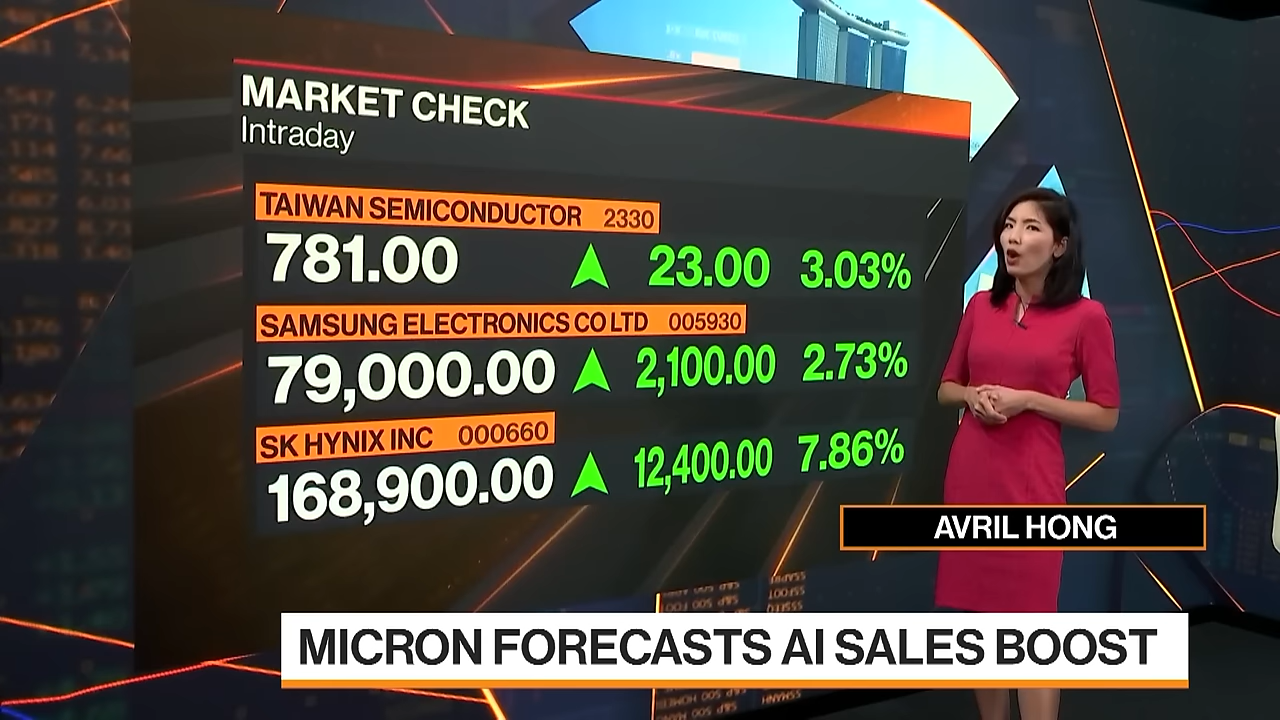 MARKET CHECK
Intraday
TAIWAN SEMICONDUCTOR 2330
781.00 ▲ 23.00 3.03%
SAMSUNG ELECTRONICS CO LTD 005930
79,000.00 ▲ 2,100.00 2.73%
SK HYNIX INC 000660
168,900.00 ▲ 12,400.00 7.86%
AVRIL HONG
MICRON FORECASTS AI SALES BOOST